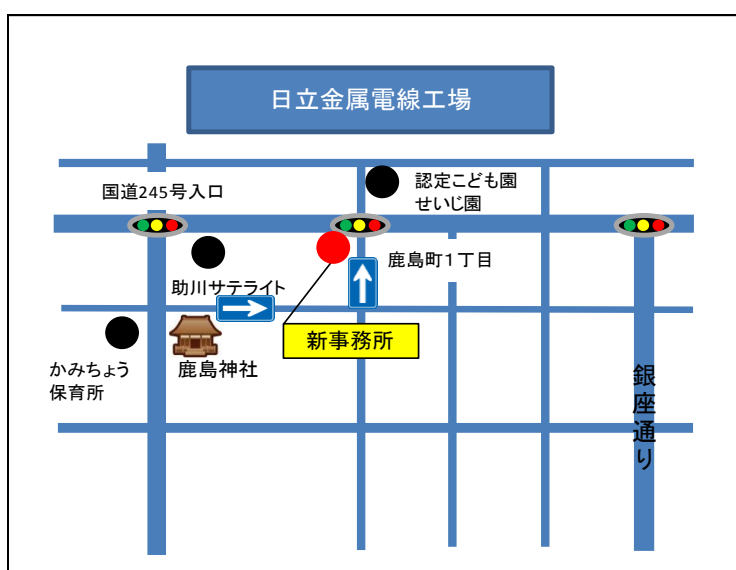 日立金属電線工場
国道245号入口
認定こども園
せいじ園
鹿島町1丁目
助川サテライト
新事務所
かみちょう
保育所
鹿島神社
銀座通り